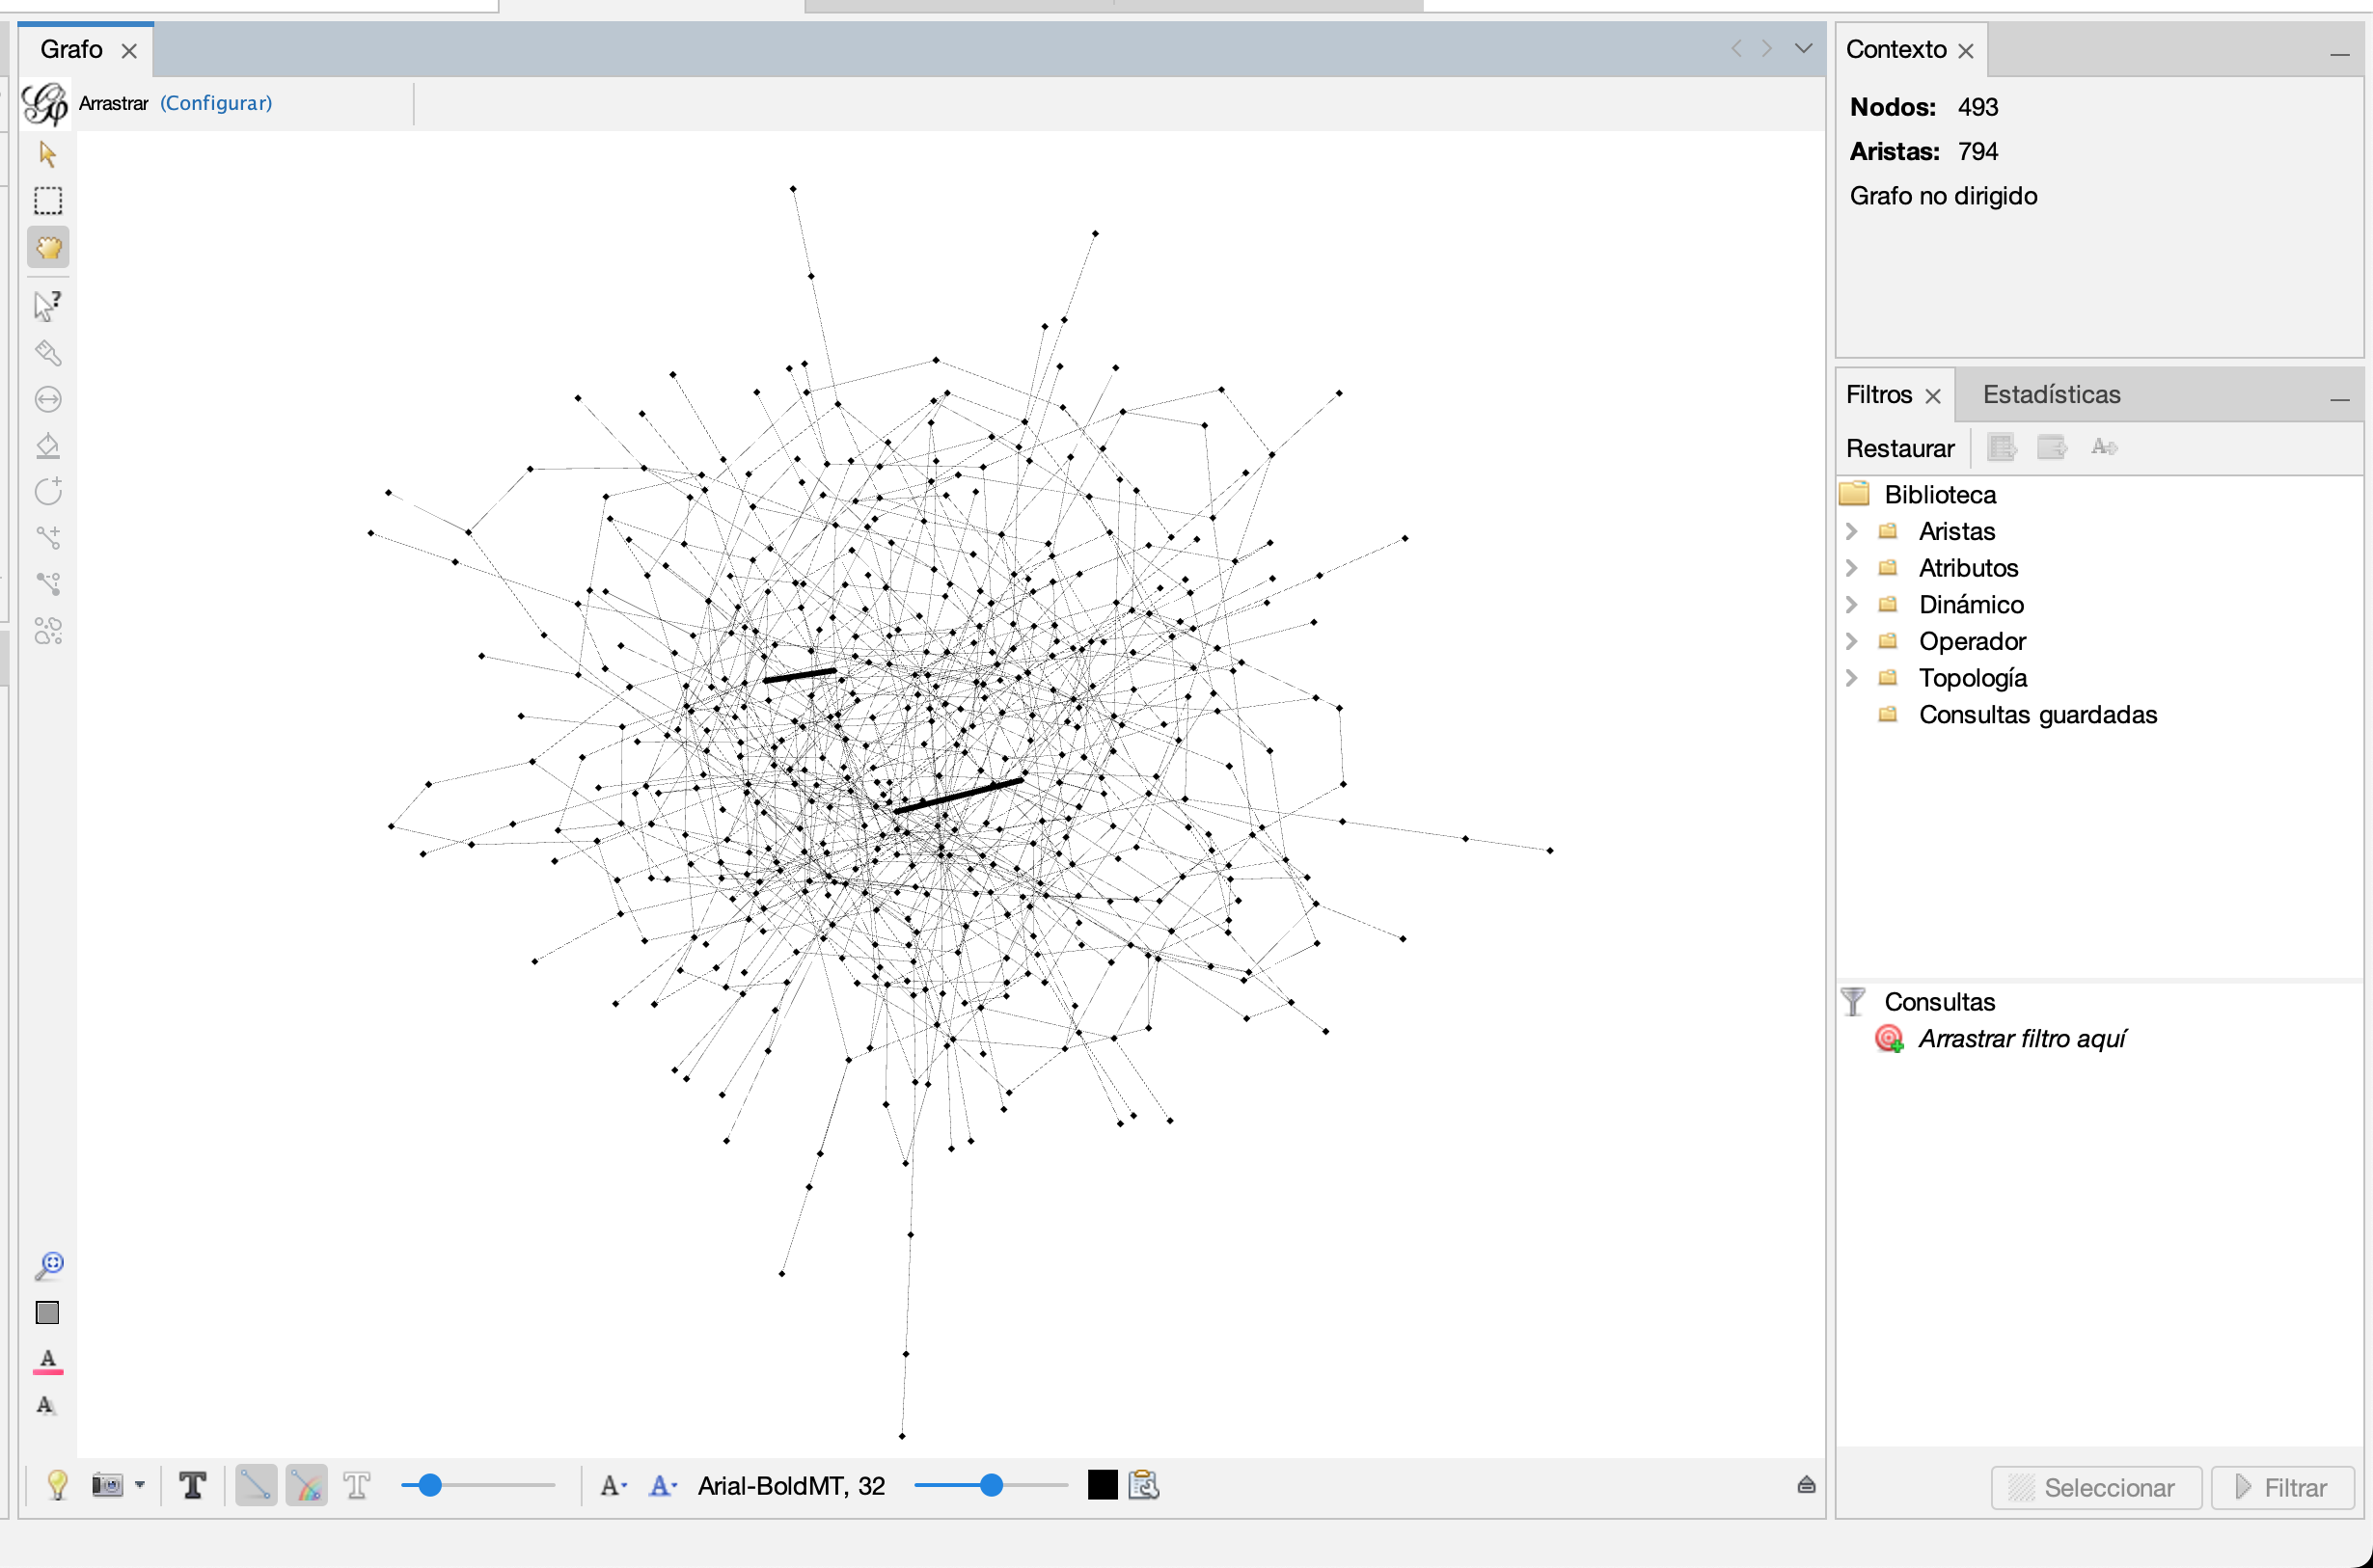 Grafo
Arrastrar (Configurar)
Contexto
Nodos: 493
Aristas: 794
Grafo no dirigido
Filtros Estadísticas
Restaurar
Biblioteca
Aristas
Atributos
Dinámico
Operador
Topología
Consultas guardadas
Consultas
Arrastrar filtro aquí
Seleccionar Filtrar
Arial-BoldMT, 32